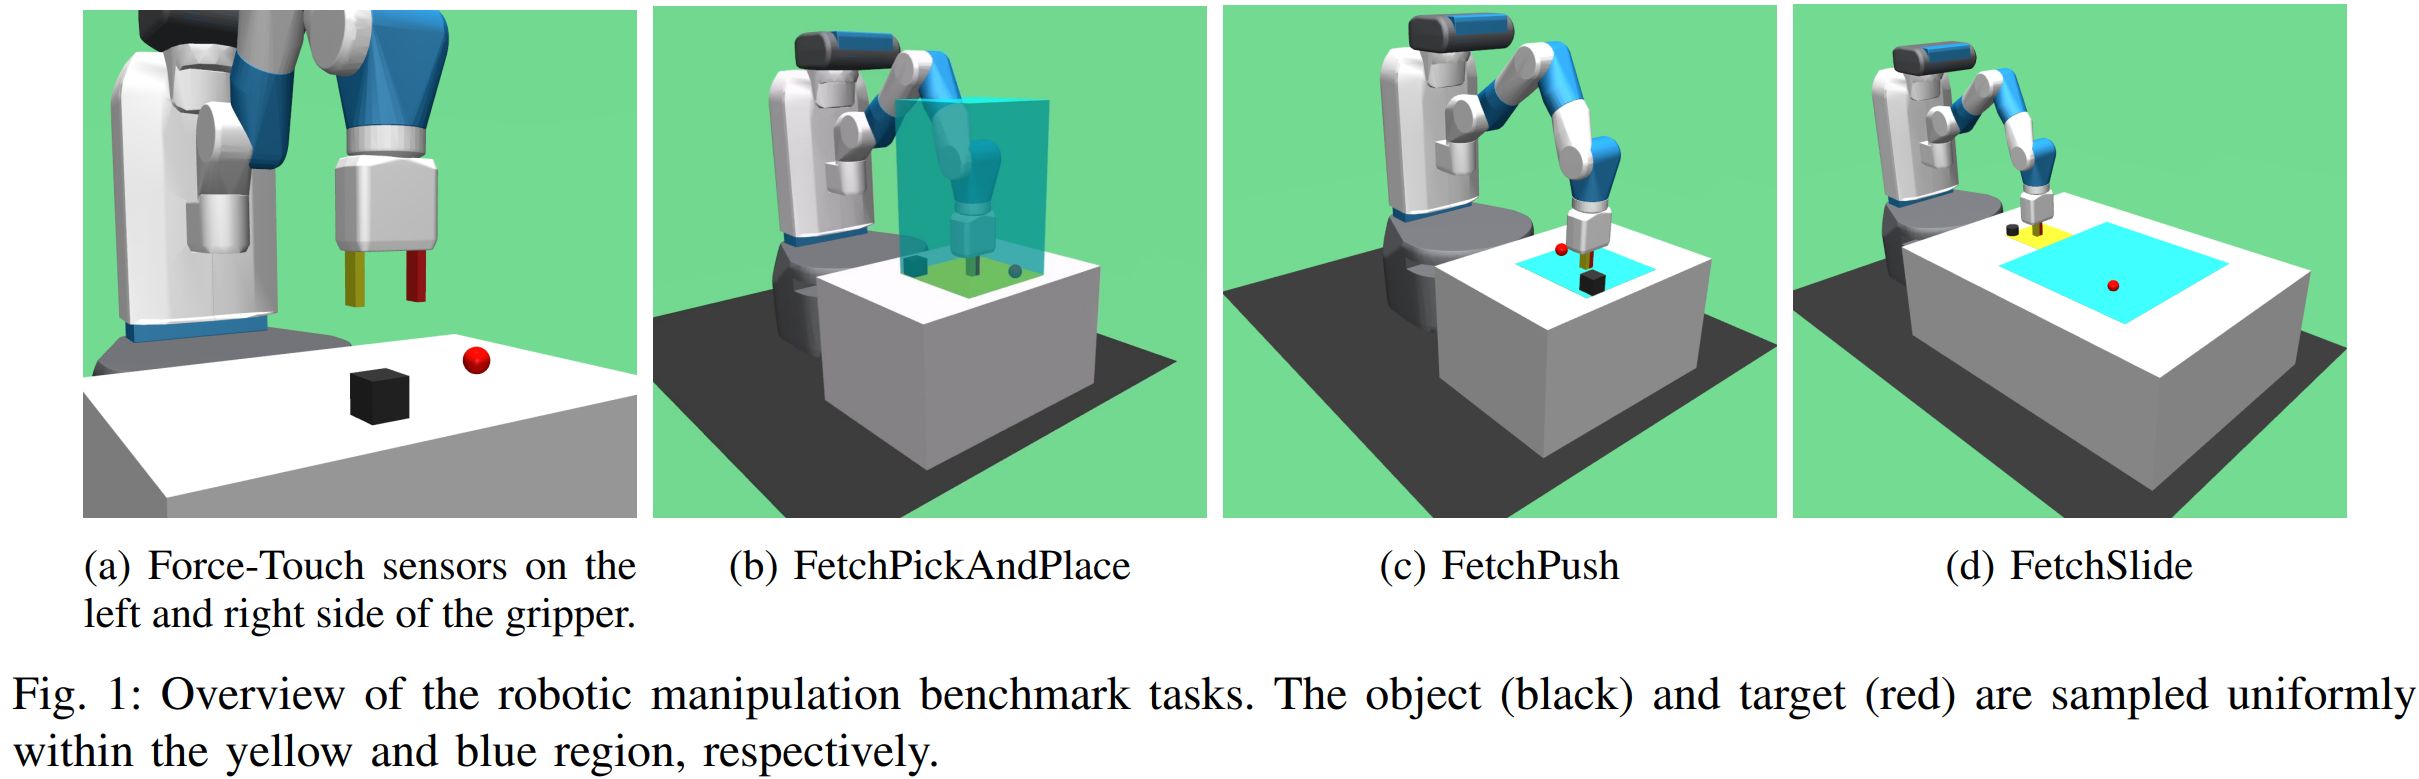 (a) Force-Touch sensors on the
left and right side of the gripper.
(b) FetchPickAndPlace
(c) FetchPush
(d) FetchSlide
Fig. 1: Overview of the robotic manipulation benchmark tasks. The object (black) and target (red) are sampled uniformly
within the yellow and blue region, respectively.